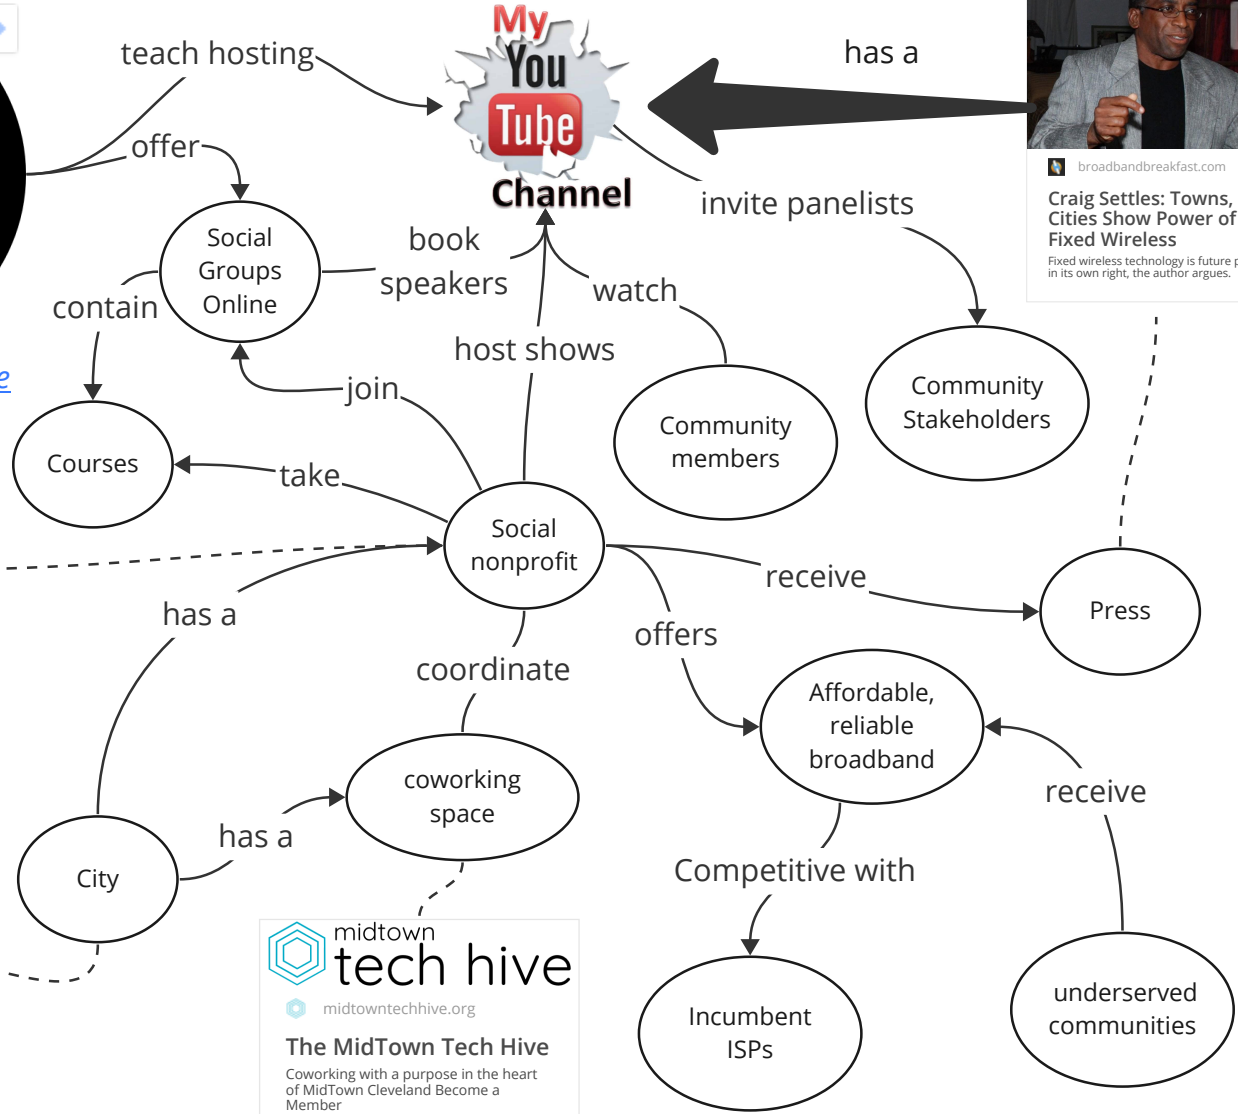 My
You
Tube
Channel
teach hosting
has a
offer
broadbandbreakfast.com
Craig Settles: Towns,
Cities Show Power of
Fixed Wireless
Fixed wireless technology is future p
in its own right, the author argues.
invite panelists
Social
Groups
Online
book
speakers
contain
watch
host shows
join
e
Community
members
Community
Stakeholders
Courses
take
Social
nonprofit
has a
receive
Press
offers
coordinate
Affordable,
reliable
broadband
coworking
space
has a
receive
City
Competitive with
midtown
tech hive
midtowntechhive.org
The MidTown Tech Hive
Coworking with a purpose in the heart
of MidTown Cleveland Become a
Member
Incumbent
ISPs
underserved
communities